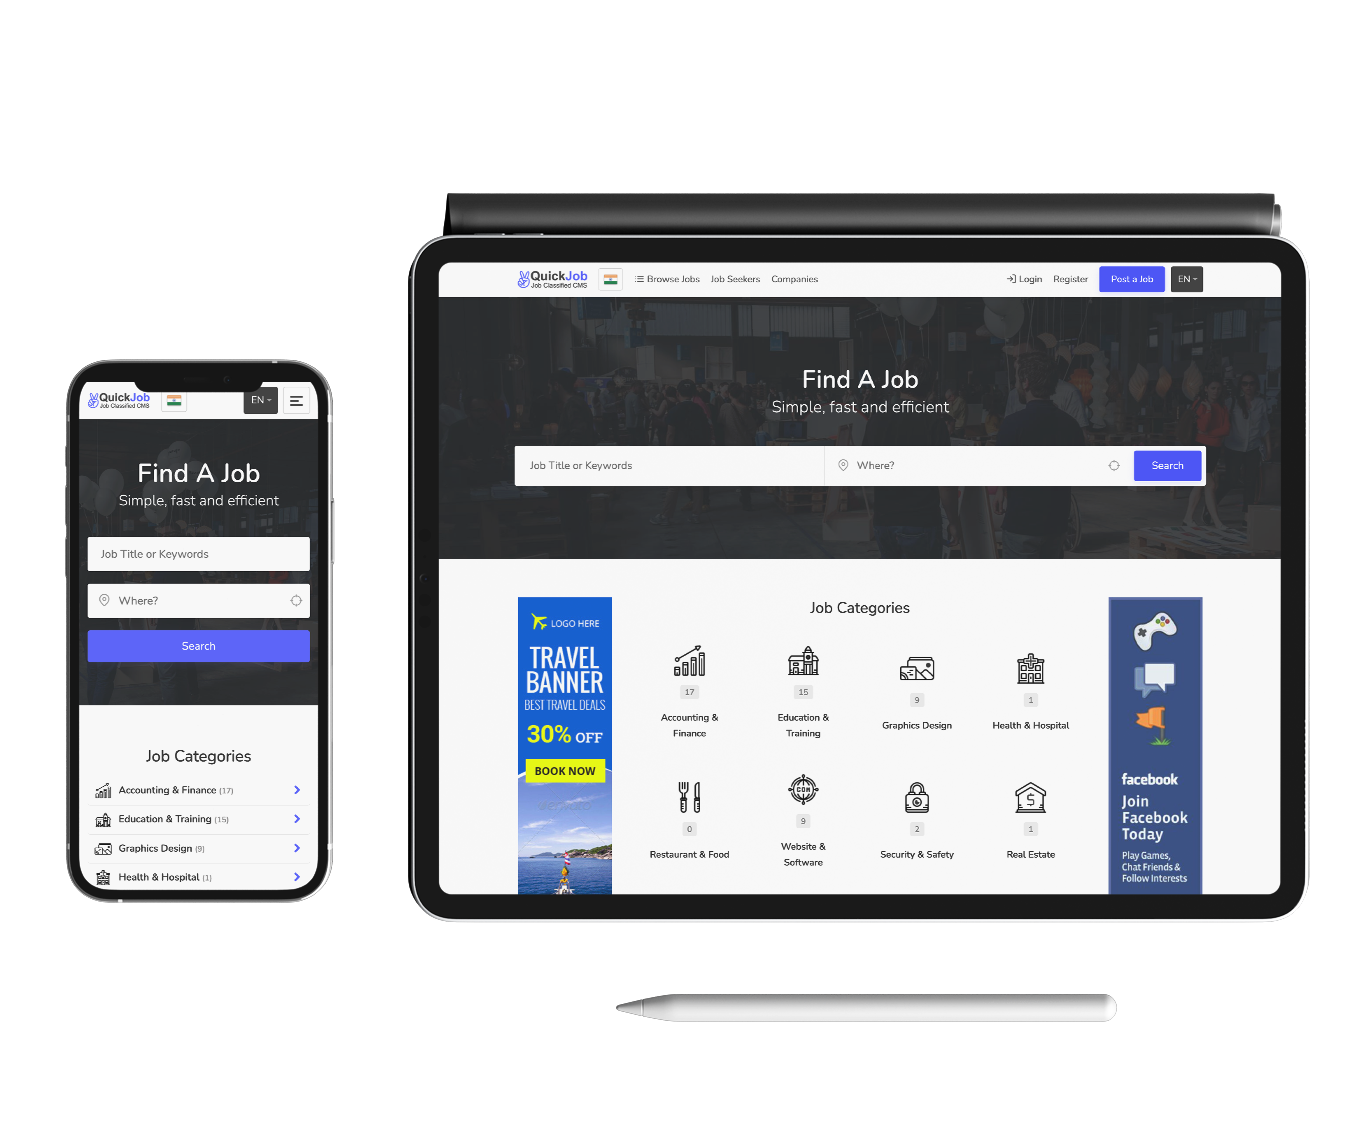 QuickJob
Job Classified CMS
EN
Find A Job
Simple, fast and efficient
Job Title or Keywords
Where?
Search
Job Categories
Accounting & Finance (17)
Education & Training (15)
Graphics Design (9)
Health & Hospital (1)
QuickJob
Job Classified CMS
Browse Jobs
Job Seekers
Companies
Login
Register
Post a Job
EN
Find A Job
Simple, fast and efficient
Job Title or Keywords
Where?
Search
LOGO HERE
TRAVEL
BANNER
BEST TRAVEL DEALS
30% OFF
BOOK NOW
Job Categories
17
Accounting &
Finance
15
Education &
Training
9
Graphics Design
1
Health & Hospital
0
Restaurant & Food
COM
9
Website &
Software
2
Security & Safety
$
1
Real Estate
facebook
Join
Facebook
Today
Play Games,
Chat Friends &
Follow Interests